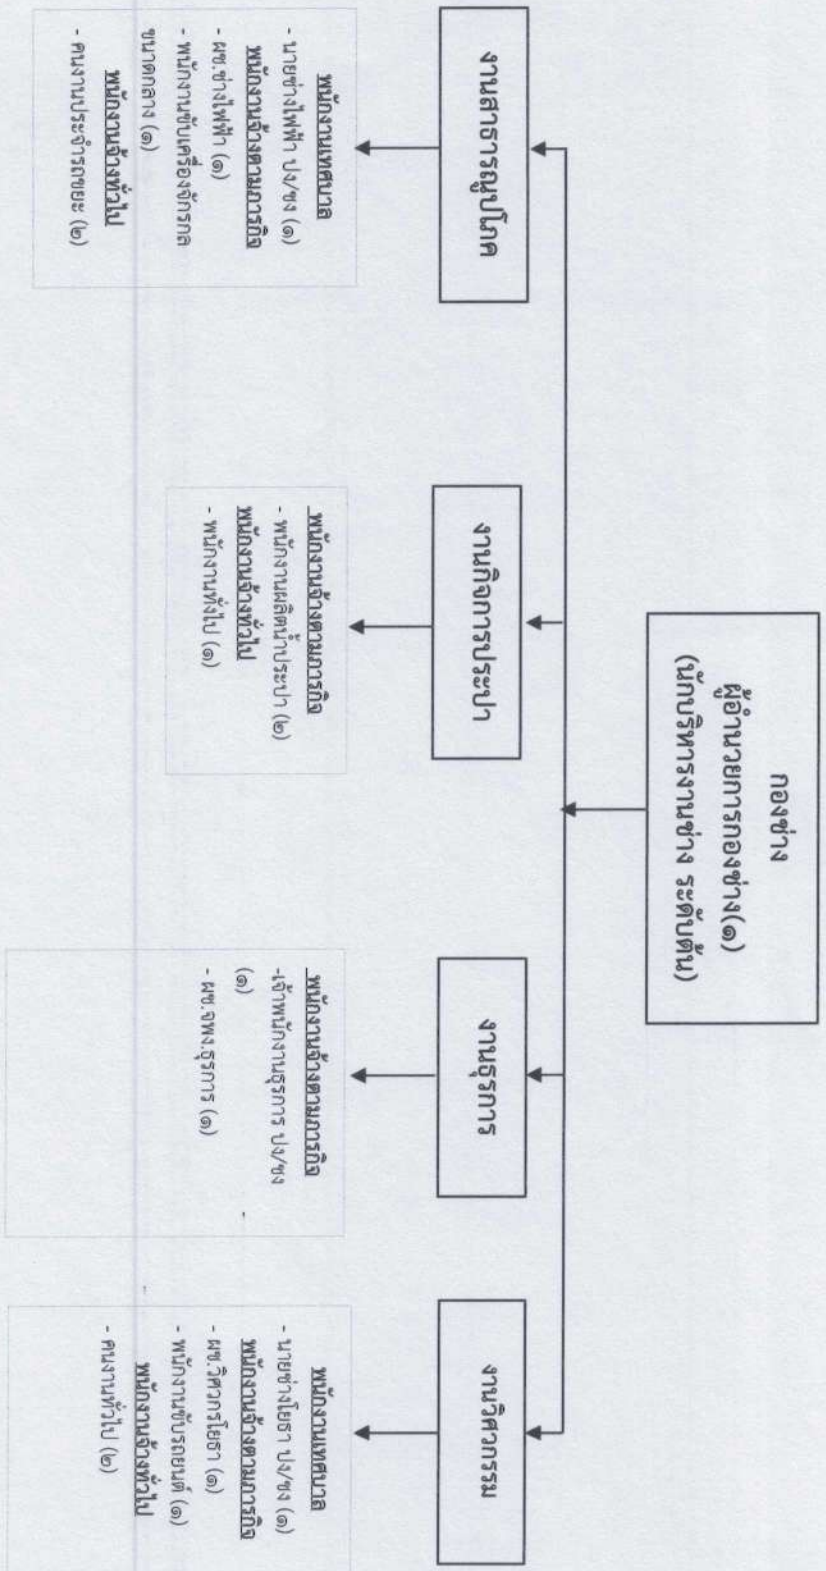 กองช่าง
ผู้อำนวยการกองช่าง(๑)
(นักบริหารงานช่าง ระดับต้น)
งานสาธารณูปโภค
พนักงานเทศบาล
- นายช่างไฟฟ้า ปง/ชง (๑)
พนักงานจ้างตามภารกิจ
- ผช.ช่างไฟฟ้า (๑)
- พนักงานขับเครื่องจักรกล
ขนาดกลาง (๑)
พนักงานจ้างทั่วไป
- คนงานประจำรถขยะ (๒)
งานกิจการประปา
พนักงานจ้างตามภารกิจ
- พนักงานผลิตน้ำประปา (๒)
พนักงานจ้างทั่วไป
- พนักงานทั่งไป (๑)
งานธุรการ
พนักงานจ้างตามภารกิจ
-เจ้าพนักงานธุรการ ปง/ชง
(๑)
- ผช.จพง.ธุรการ (๑)
งานวิศวกรรม
พนักงานเทศบาล
- นายช่างโยธา ปง/ชง (๑)
พนักงานจ้างตามภารกิจ
- ผช.วิศวกรโยธา (๑)
- พนักงานขับรถยนต์ (๑)
พนักงานจ้างทั่วไป
- คนงานทั่วไป (๒)